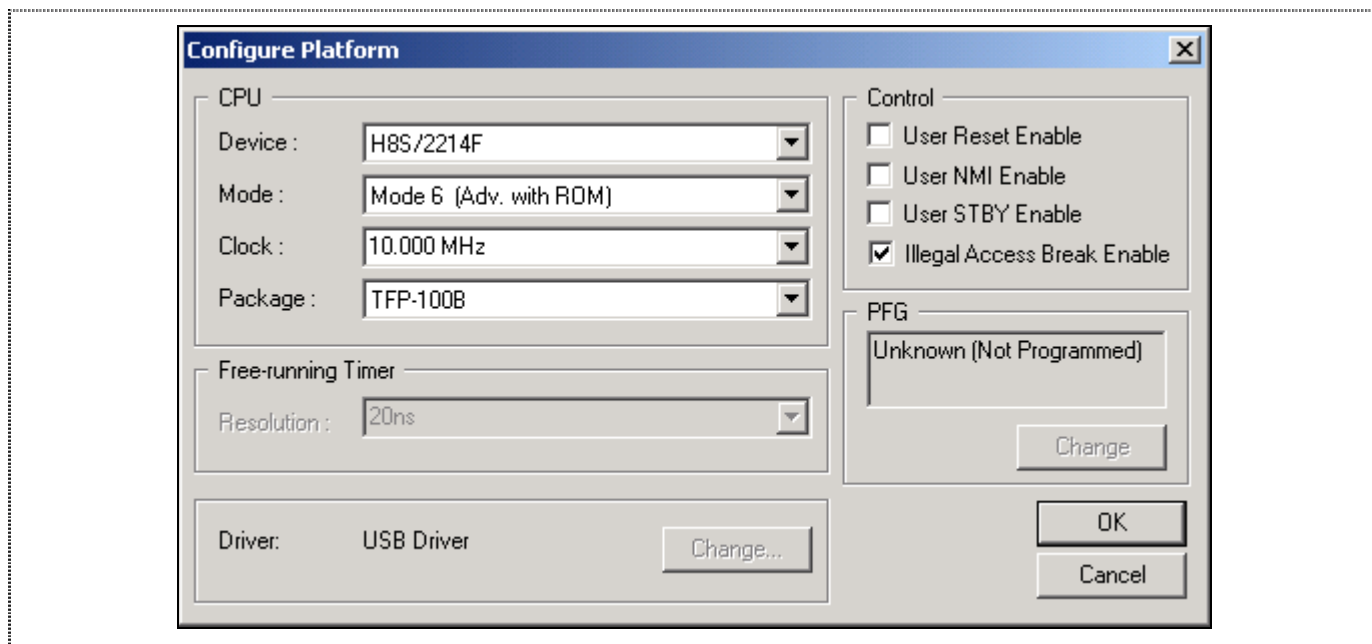 Configure Platform
CPU
Device :
H8S/2214F
Mode :
Mode 6 (Adv. with ROM)
Clock :
10.000 MHz
Package :
TFP-100B
Free-running Timer
Resolution :
20ns
Driver:
USB Driver
Change...
Control
User Reset Enable
User NMI Enable
User STBY Enable
Illegal Access Break Enable
PFG
Unknown (Not Programmed)
Change
OK
Cancel